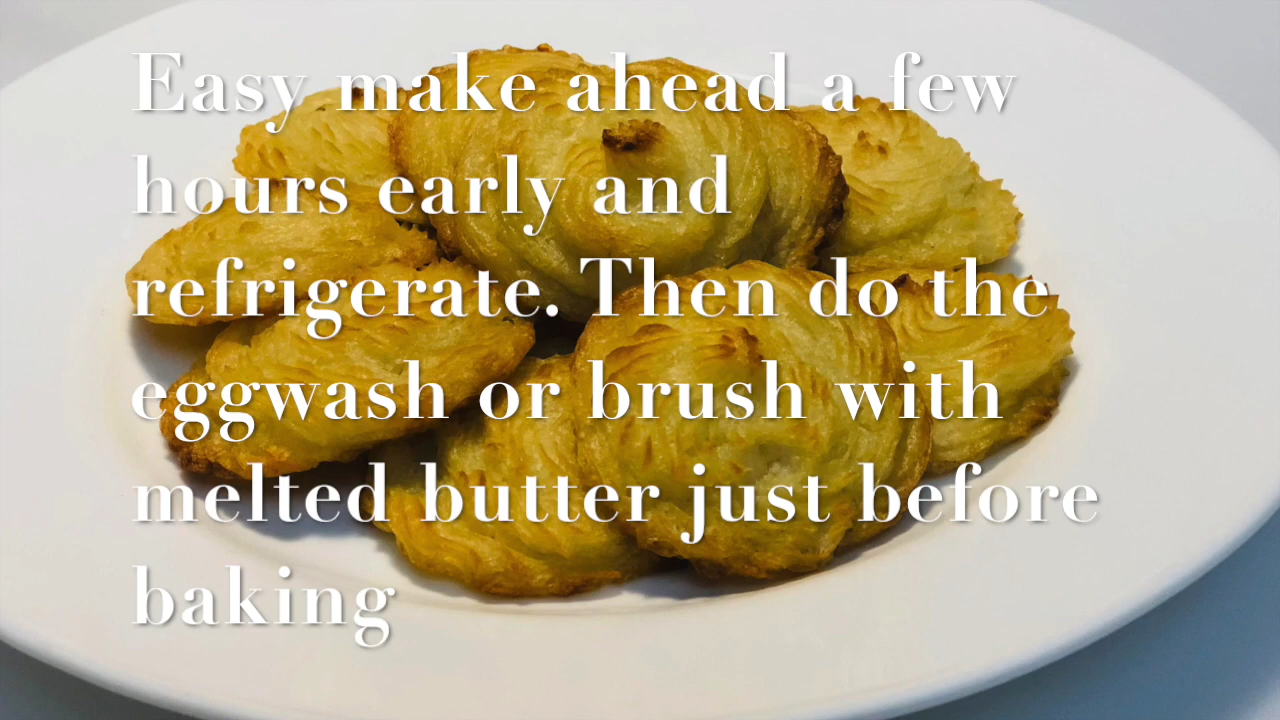 Easy make ahead a few
hours early and
refrigerate. Then do the
eggwash or brush with
melted butter just before
baking